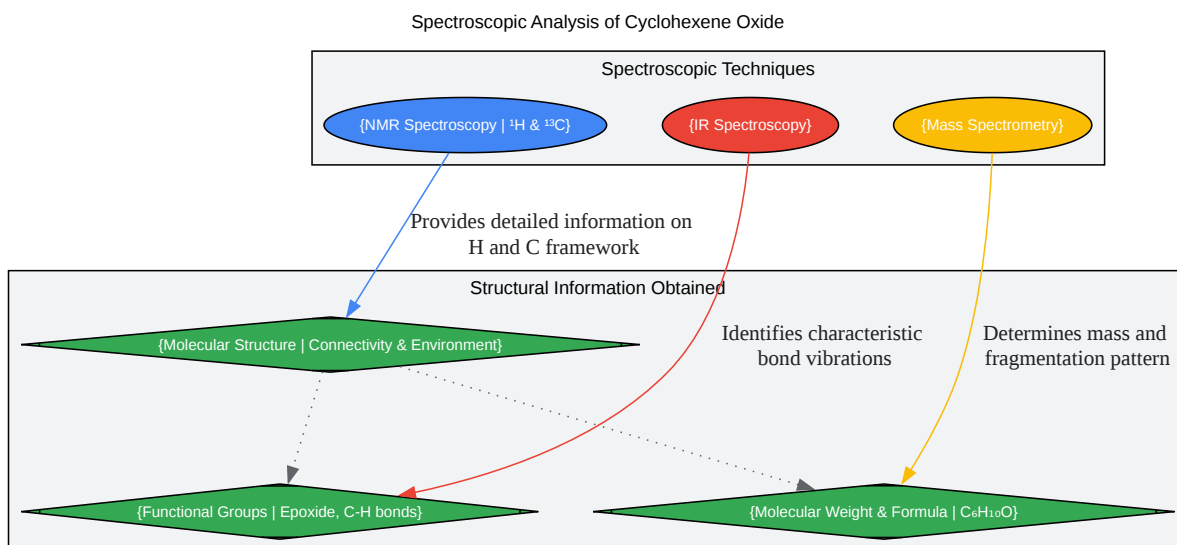 Spectroscopic Analysis of Cyclohexene Oxide
Spectroscopic Techniques
{NMR Spectroscopy | ¹H & ¹³C}
{IR Spectroscopy}
{Mass Spectrometry}
Provides detailed information on
H and C framework
Structural Information Obtained
{Molecular Structure | Connectivity & Environment}
Identifies characteristic
bond vibrations
Determines mass and
fragmentation pattern
{Functional Groups | Epoxide, C-H bonds}
{Molecular Weight & Formula | C₆H₁₀O}